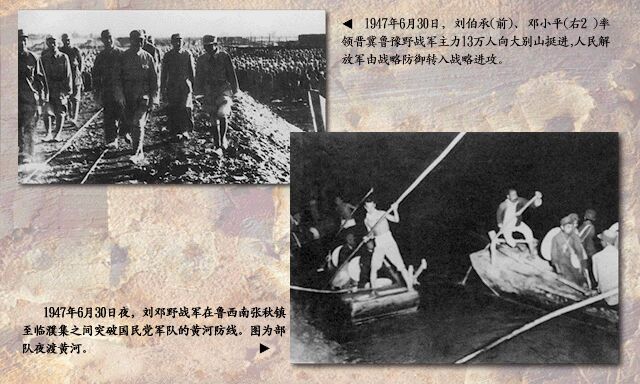 ◀ 1947年6月30日，刘伯承(前)、邓小平(右2 )率
领晋冀鲁豫野战军主力13万人向大别山挺进,人民解
放军由战略防御转入战略进攻。
1947年6月30日夜，刘邓野战军在鲁西南张秋镇
至临濮集之间突破国民党军队的黄河防线。图为部
队夜渡黄河。 ▶